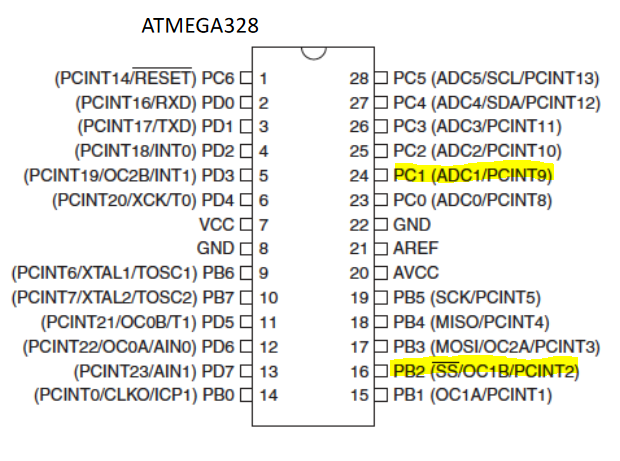 ATMEGA328
(PCINT14/RESET) PC6 1 28 PC5 (ADC5/SCL/PCINT13)
(PCINT16/RXD) PD0 2 27 PC4 (ADC4/SDA/PCINT12)
(PCINT17/TXD) PD1 3 26 PC3 (ADC3/PCINT11)
(PCINT18/INT0) PD2 4 25 PC2 (ADC2/PCINT10)
(PCINT19/OC2B/INT1) PD3 5 24 PC1 (ADC1/PCINT9)
(PCINT20/XCK/T0) PD4 6 23 PC0 (ADC0/PCINT8)
VCC 7 22 GND
GND 8 21 AREF
(PCINT6/XTAL1/TOSC1) PB6 9 20 AVCC
(PCINT7/XTAL2/TOSC2) PB7 10 19 PB5 (SCK/PCINT5)
(PCINT21/OC0B/T1) PD5 11 18 PB4 (MISO/PCINT4)
(PCINT22/OC0A/AIN0) PD6 12 17 PB3 (MOSI/OC2A/PCINT3)
(PCINT23/AIN1) PD7 13 16 PB2 (SS/OC1B/PCINT2)
(PCINT0/CLKO/ICP1) PB0 14 15 PB1 (OC1A/PCINT1)